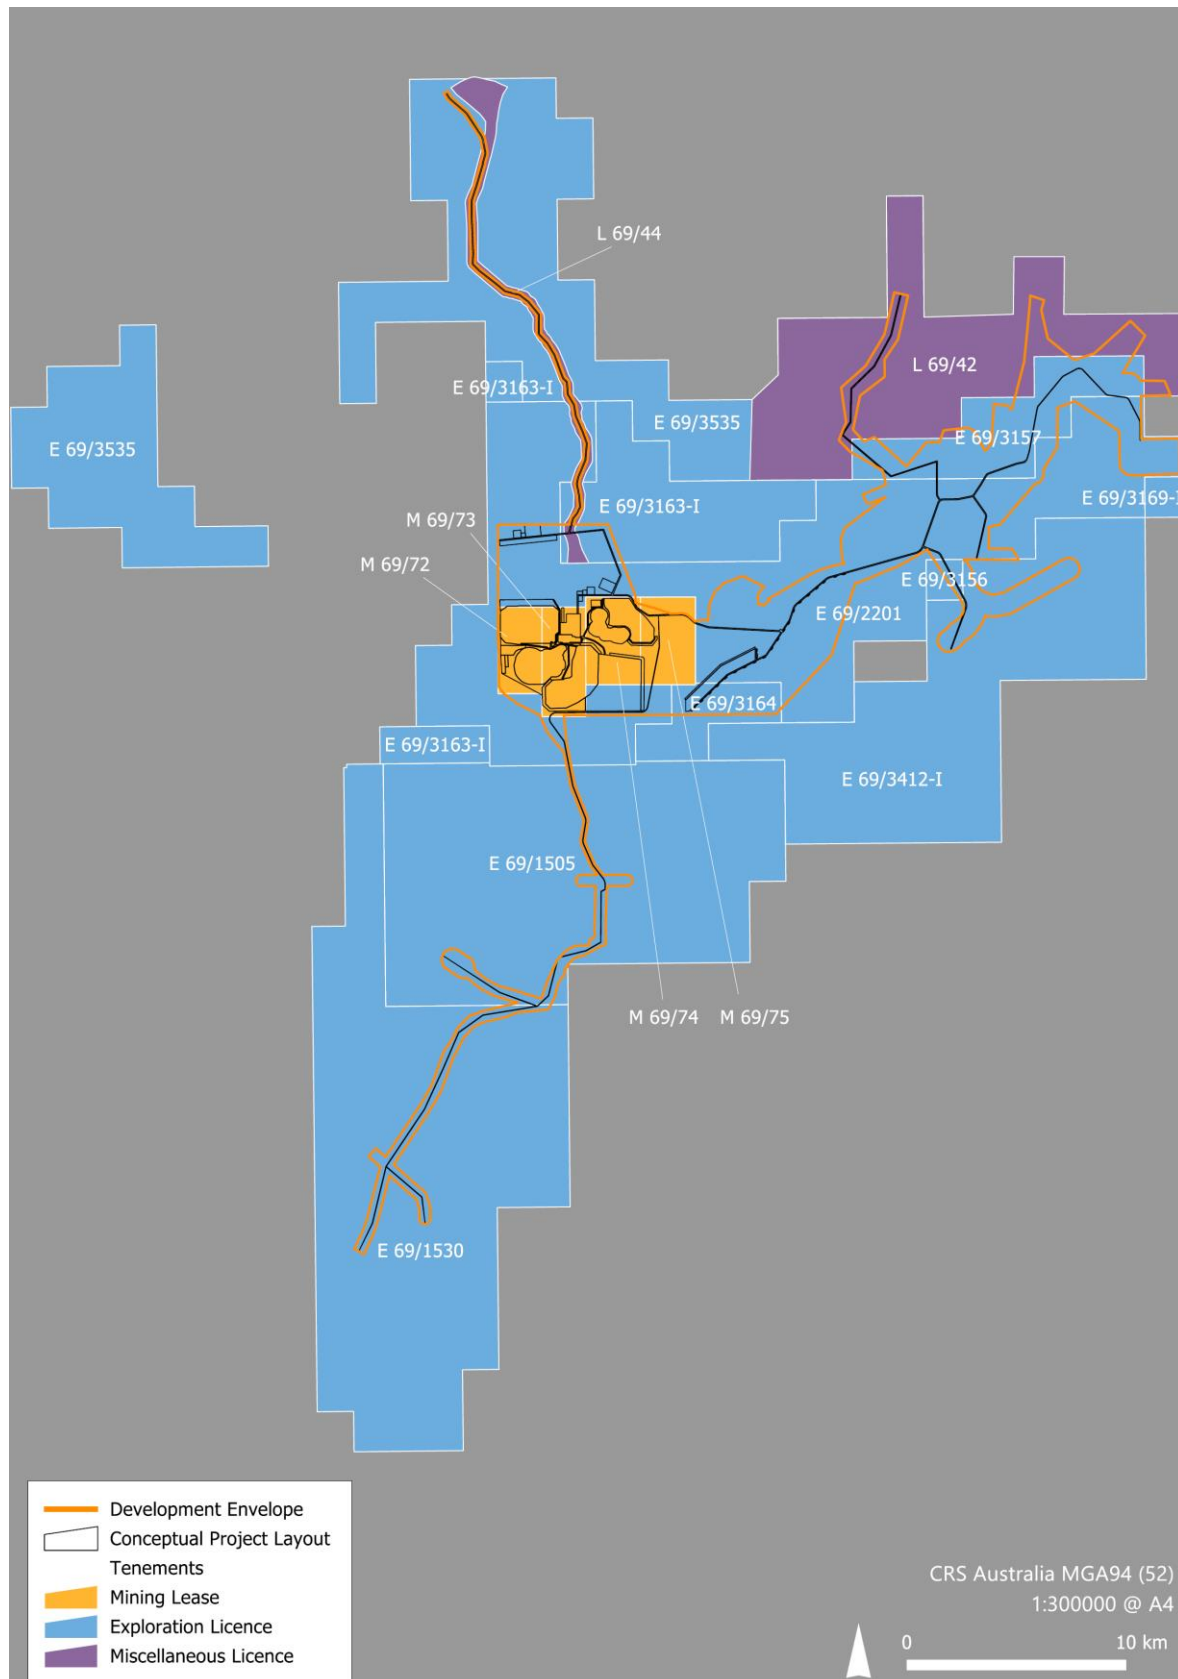 L 69/44
L 69/42
E 69/3163-I
E 69/3535
E 69/3157
E 69/3535
E 69/3163-I
E 69/3169-I
M 69/73
M 69/72
E 69/3156
E 69/2201
E 69/3164
E 69/3163-I
E 69/3412-I
E 69/1505
M 69/74
M 69/75
E 69/1530
Development Envelope
Conceptual Project Layout
Tenements
Mining Lease
Exploration Licence
Miscellaneous Licence
CRS Australia MGA94 (52)
1:300000 @ A4
0
10 km